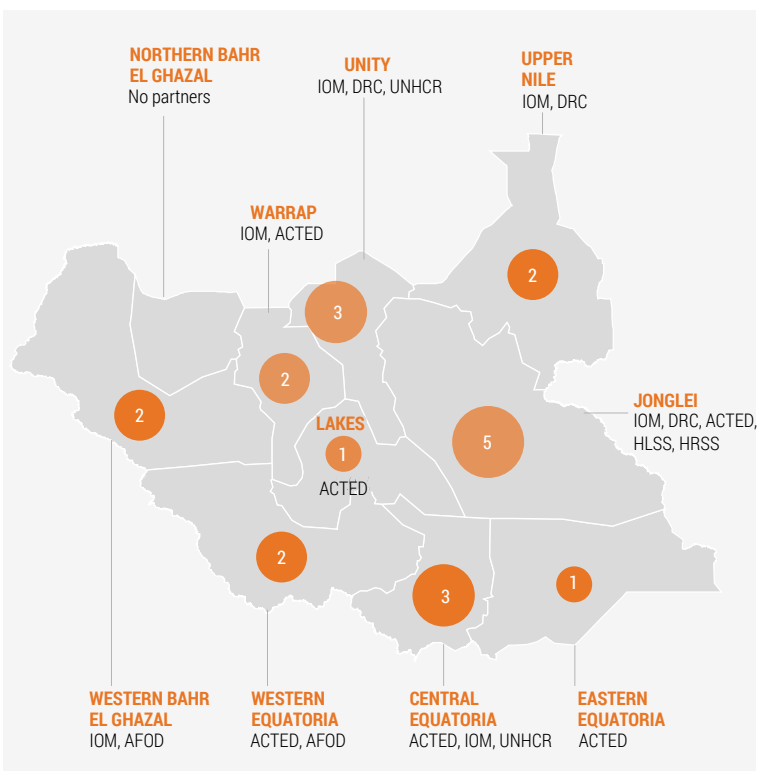 NORTHERN BAHR
EL GHAZAL
No partners
UNITY
IOM, DRC, UNHCR
UPPER
NILE
IOM, DRC
WARRAP
IOM, ACTED
2
3
2
2
JONGLEI
IOM, DRC, ACTED,
HLSS, HRSS
5
LAKES
1
ACTED
2
3
1
WESTERN BAHR
EL GHAZAL
IOM, AFOD
WESTERN
EQUATORIA
ACTED, AFOD
CENTRAL
EQUATORIA
ACTED, IOM, UNHCR
EASTERN
EQUATORIA
ACTED